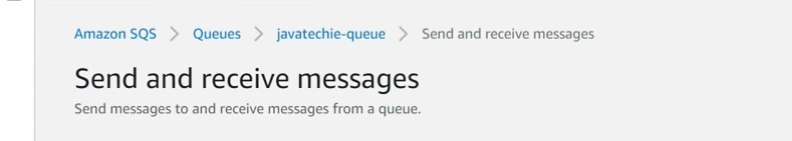 Amazon SQS > Queues > javatechie-queue > Send and receive messages
Send and receive messages
Send messages to and receive messages from a queue.